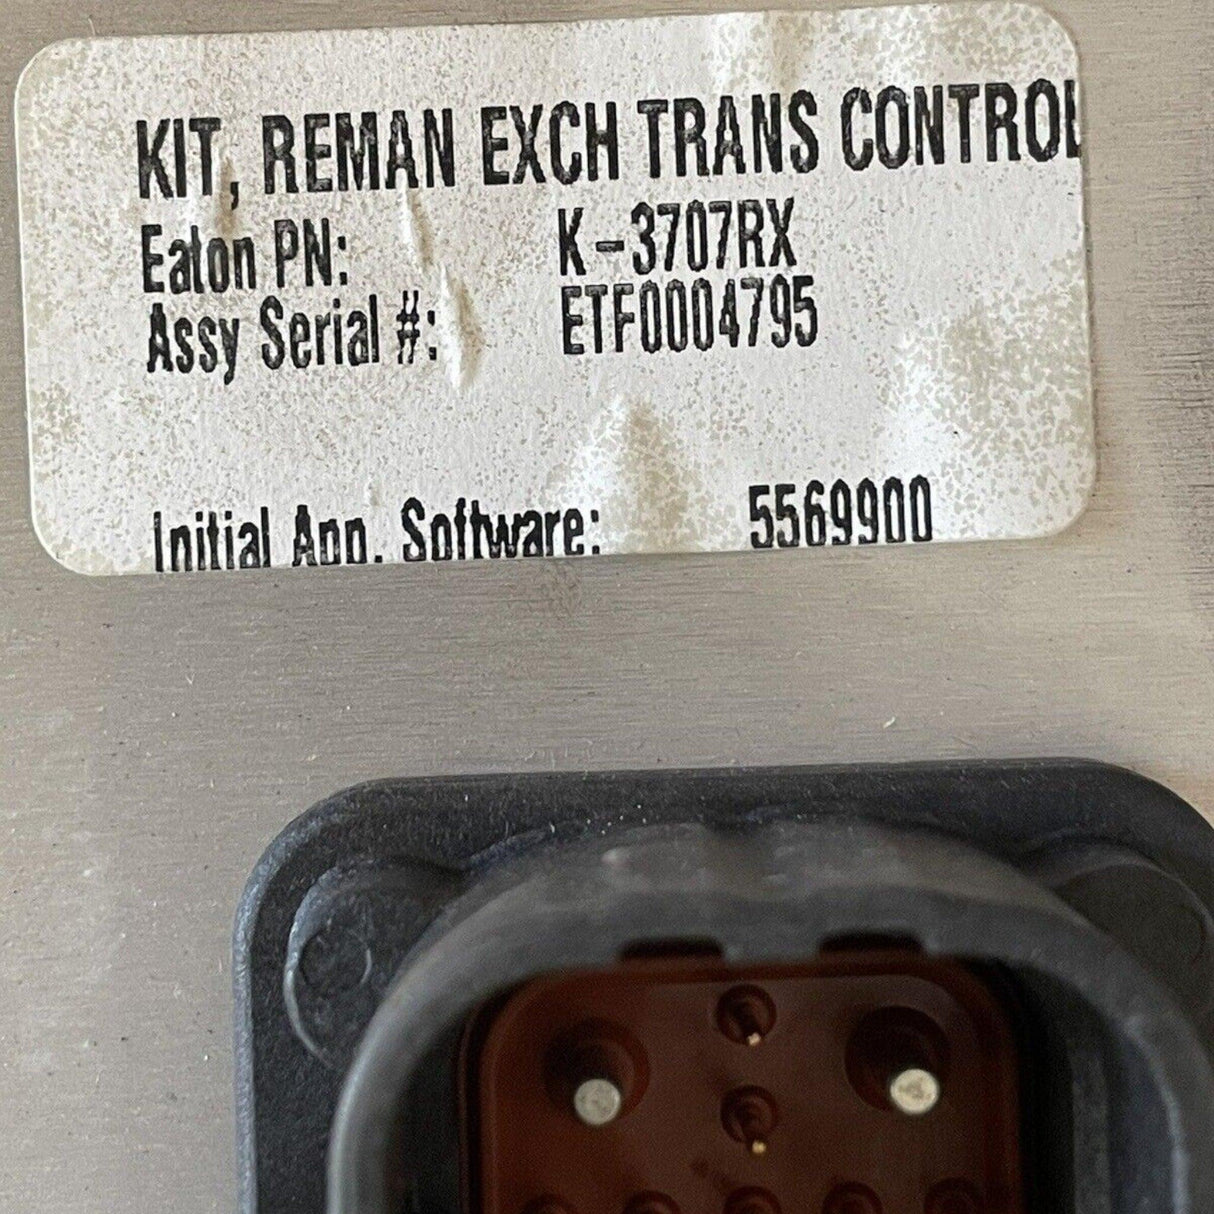 KIT, REMAN EXCH TRANS CONTROL
Eaton PN: K-3707RX
Assy Serial #: ETF0004795
Initial App. Software: 5569900